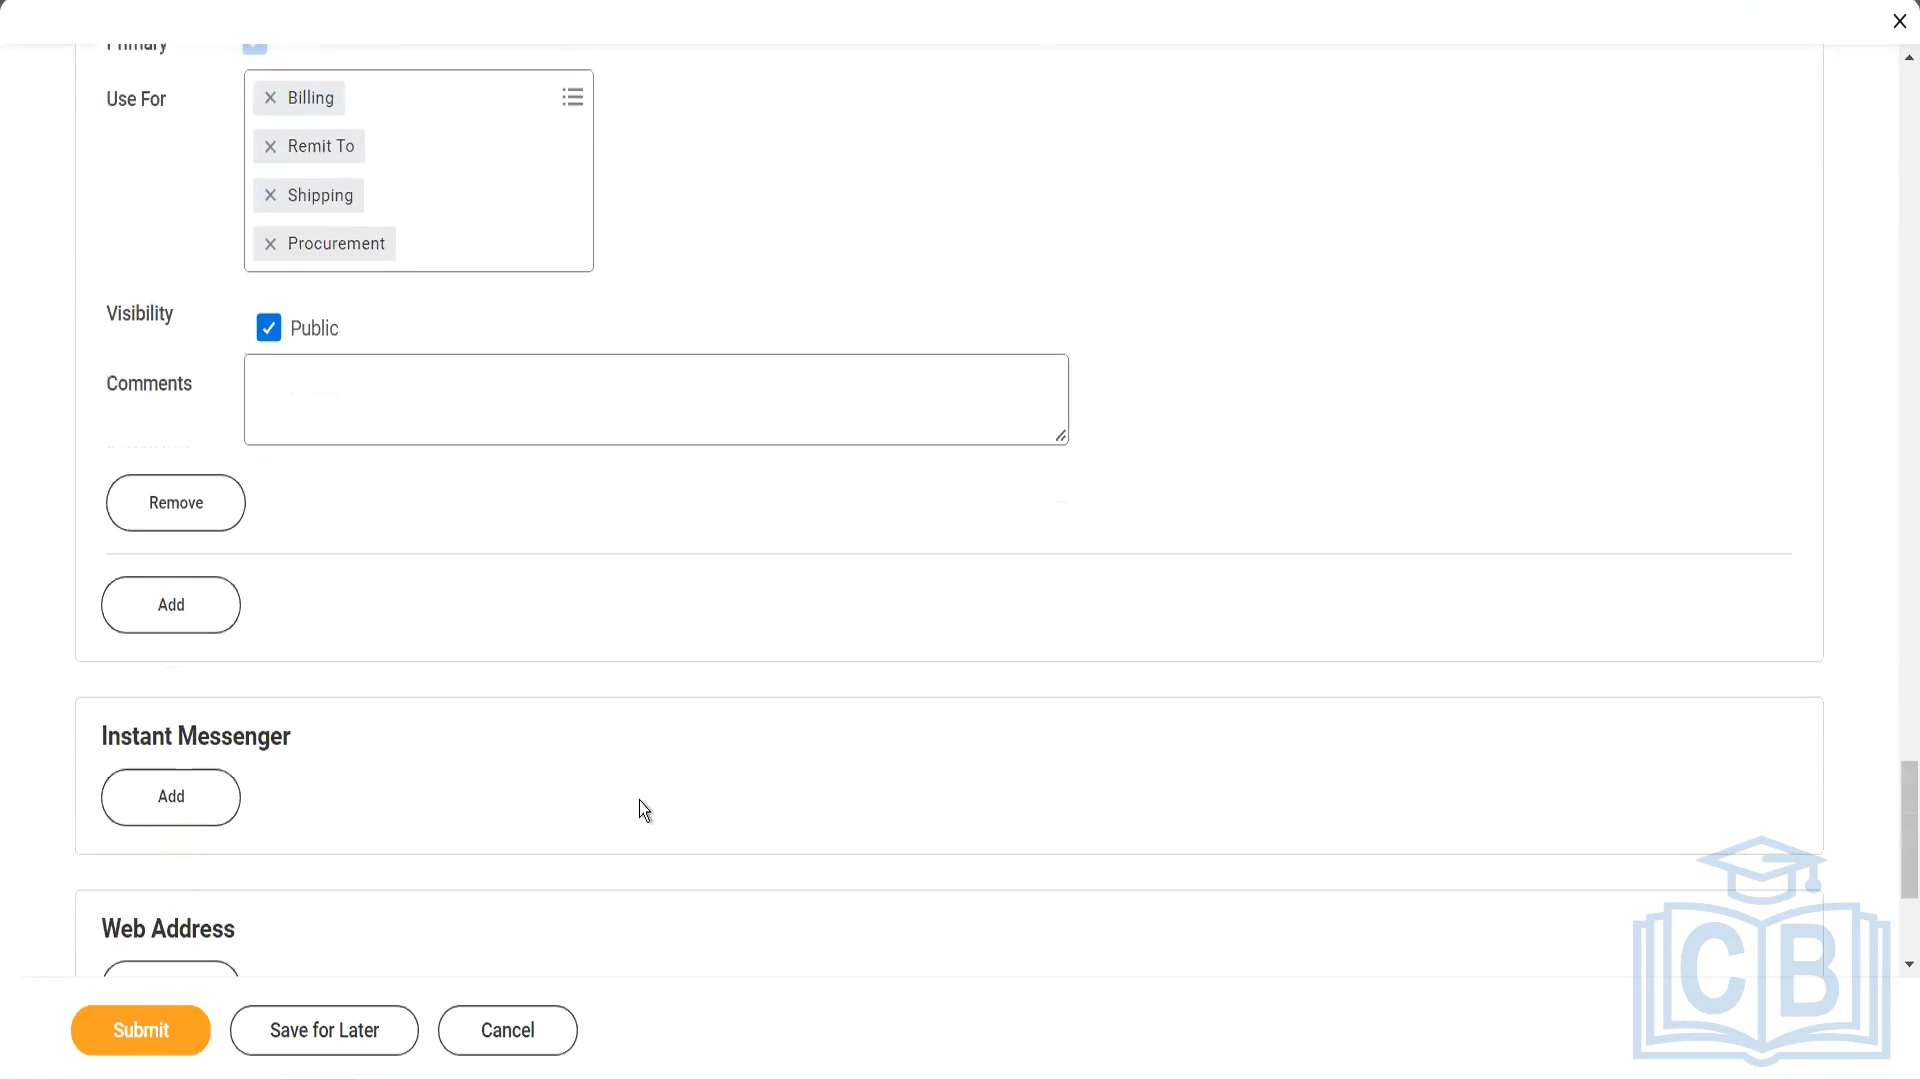 Primary
Use For
Billing
Remit To
Shipping
Procurement
Visibility
Public
Comments
Remove
Add
Instant Messenger
Add
Web Address
Submit
Save for Later
Cancel
CB